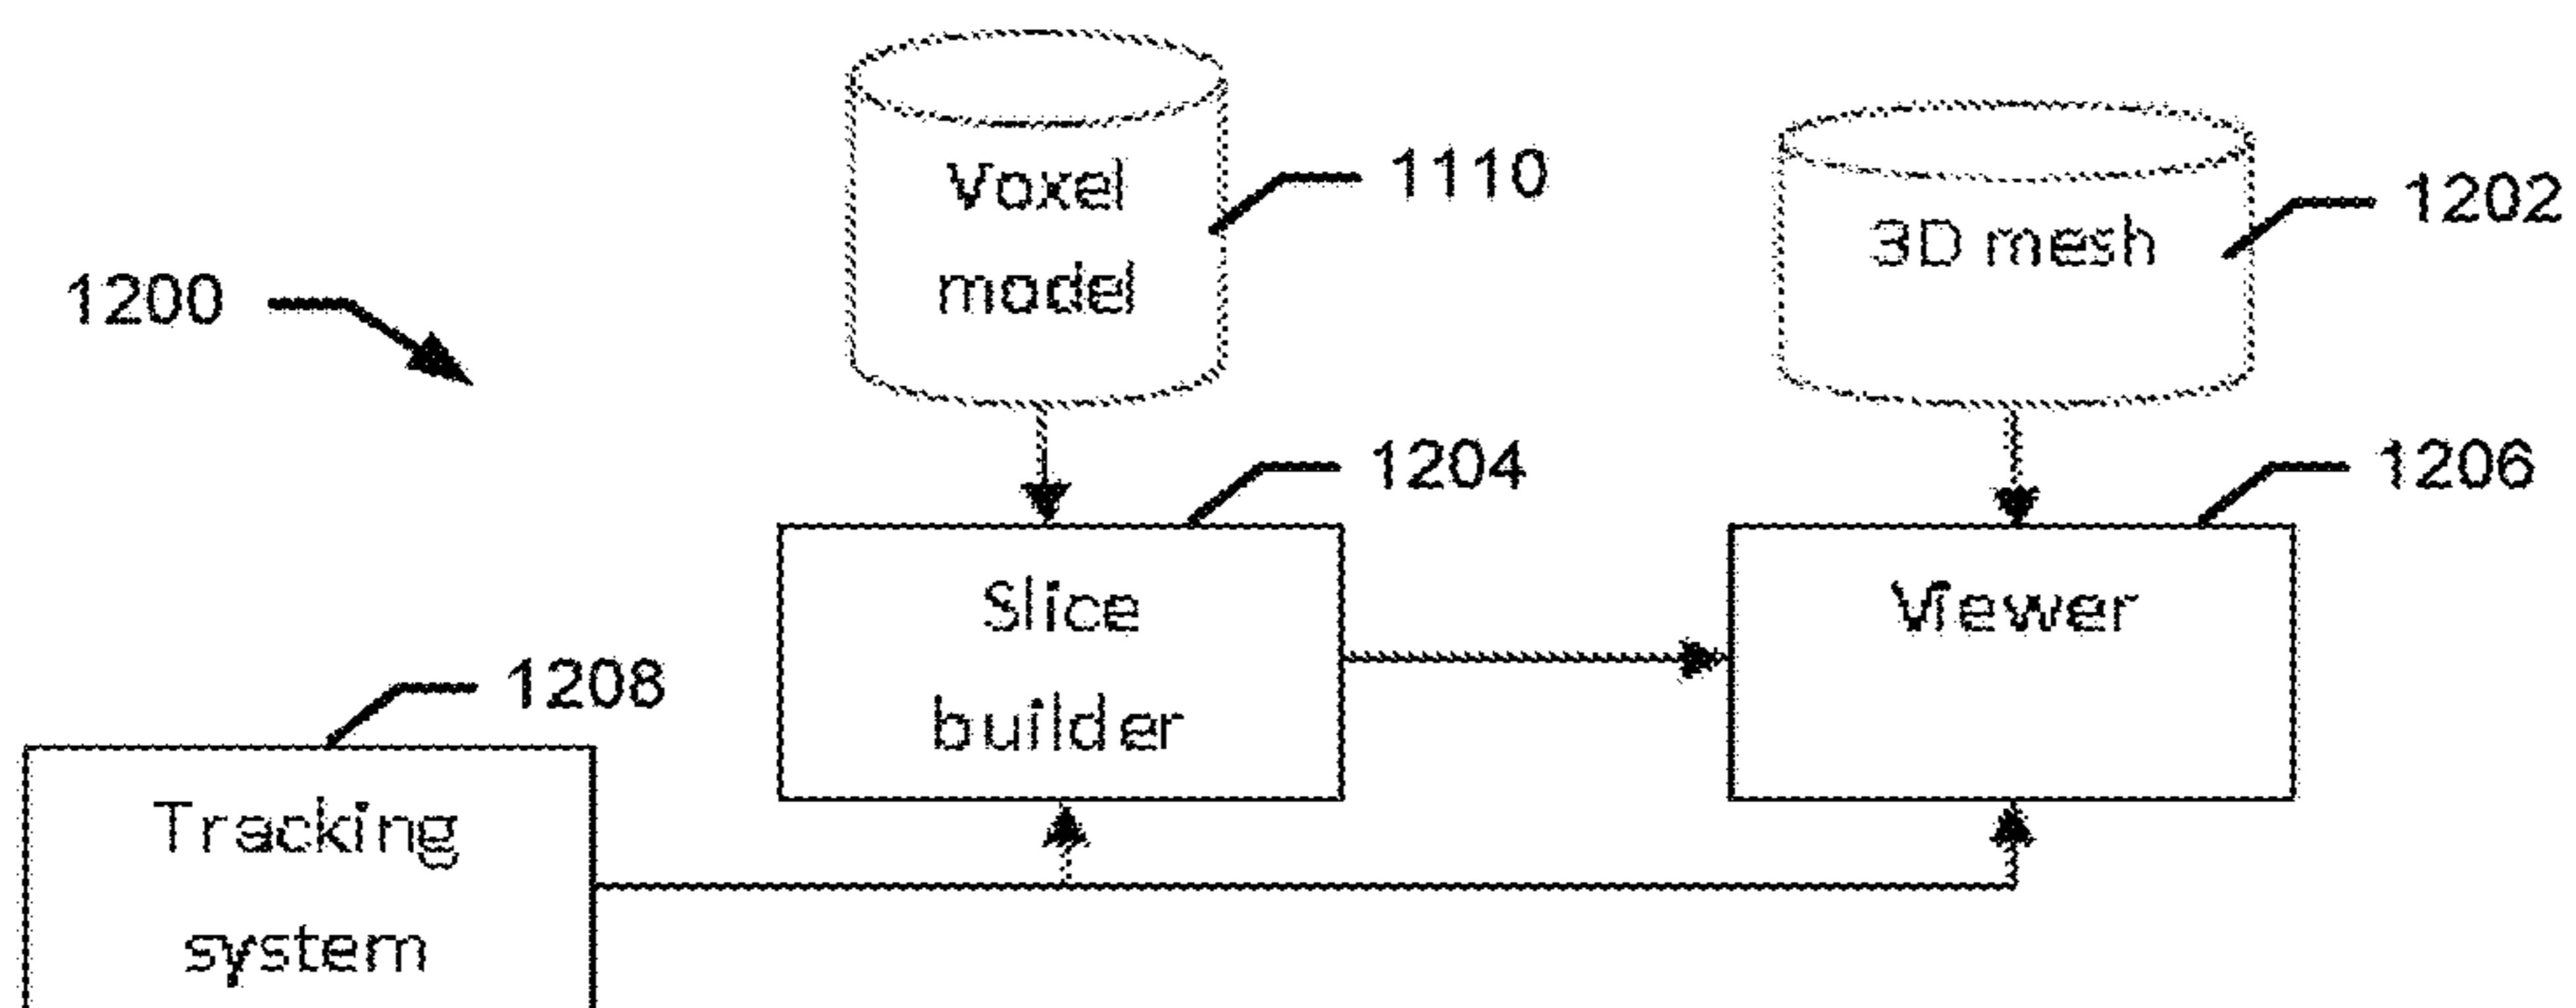 Voxel
model
1110
3D mesh
1202
1200
1204
1206
Slice
builder
Viewer
1208
Tracking
system